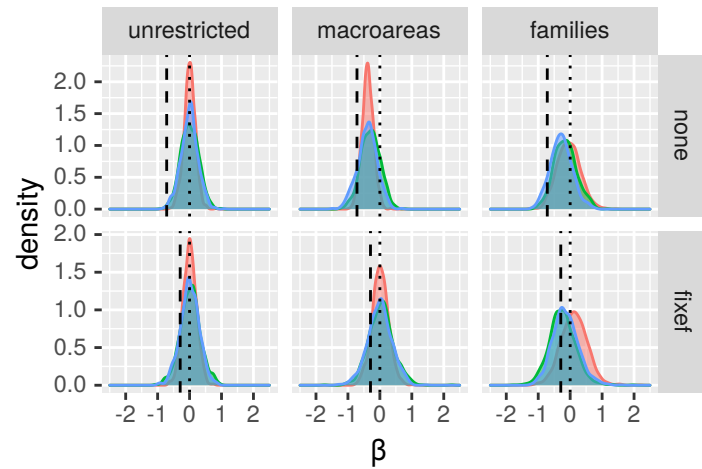 unrestricted macroareas families
2.0
1.5
1.0
0.5
0.0
none
density
2.0
1.5
1.0
0.5
0.0
fixef
-2 -1 0 1 2 -2 -1 0 1 2 -2 -1 0 1 2
β